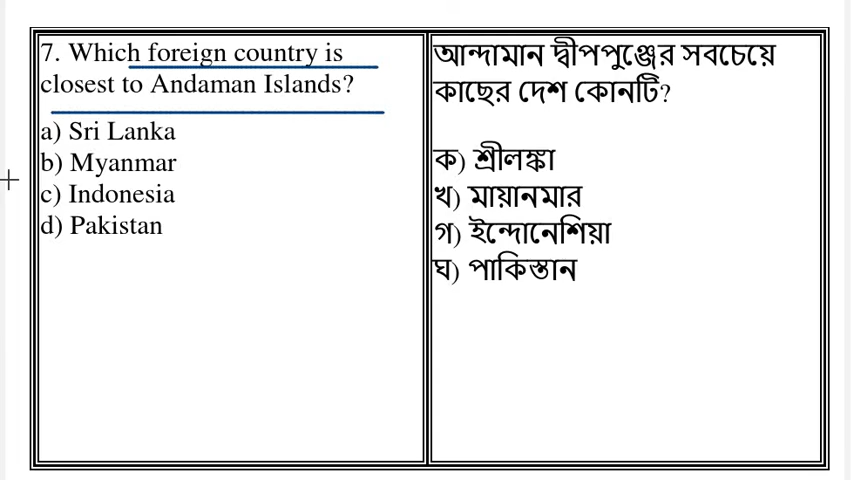 7. Which foreign country is
closest to Andaman Islands?
a) Sri Lanka
b) Myanmar
c) Indonesia
d) Pakistan
আন্দামান দ্বীপপুঞ্জের সবচেয়ে
কাছের দেশ কোনটি?
ক) শ্রীলঙ্কা
খ) মায়ানমার
গ) ইন্দোনেশিয়া
ঘ) পাকিস্তান